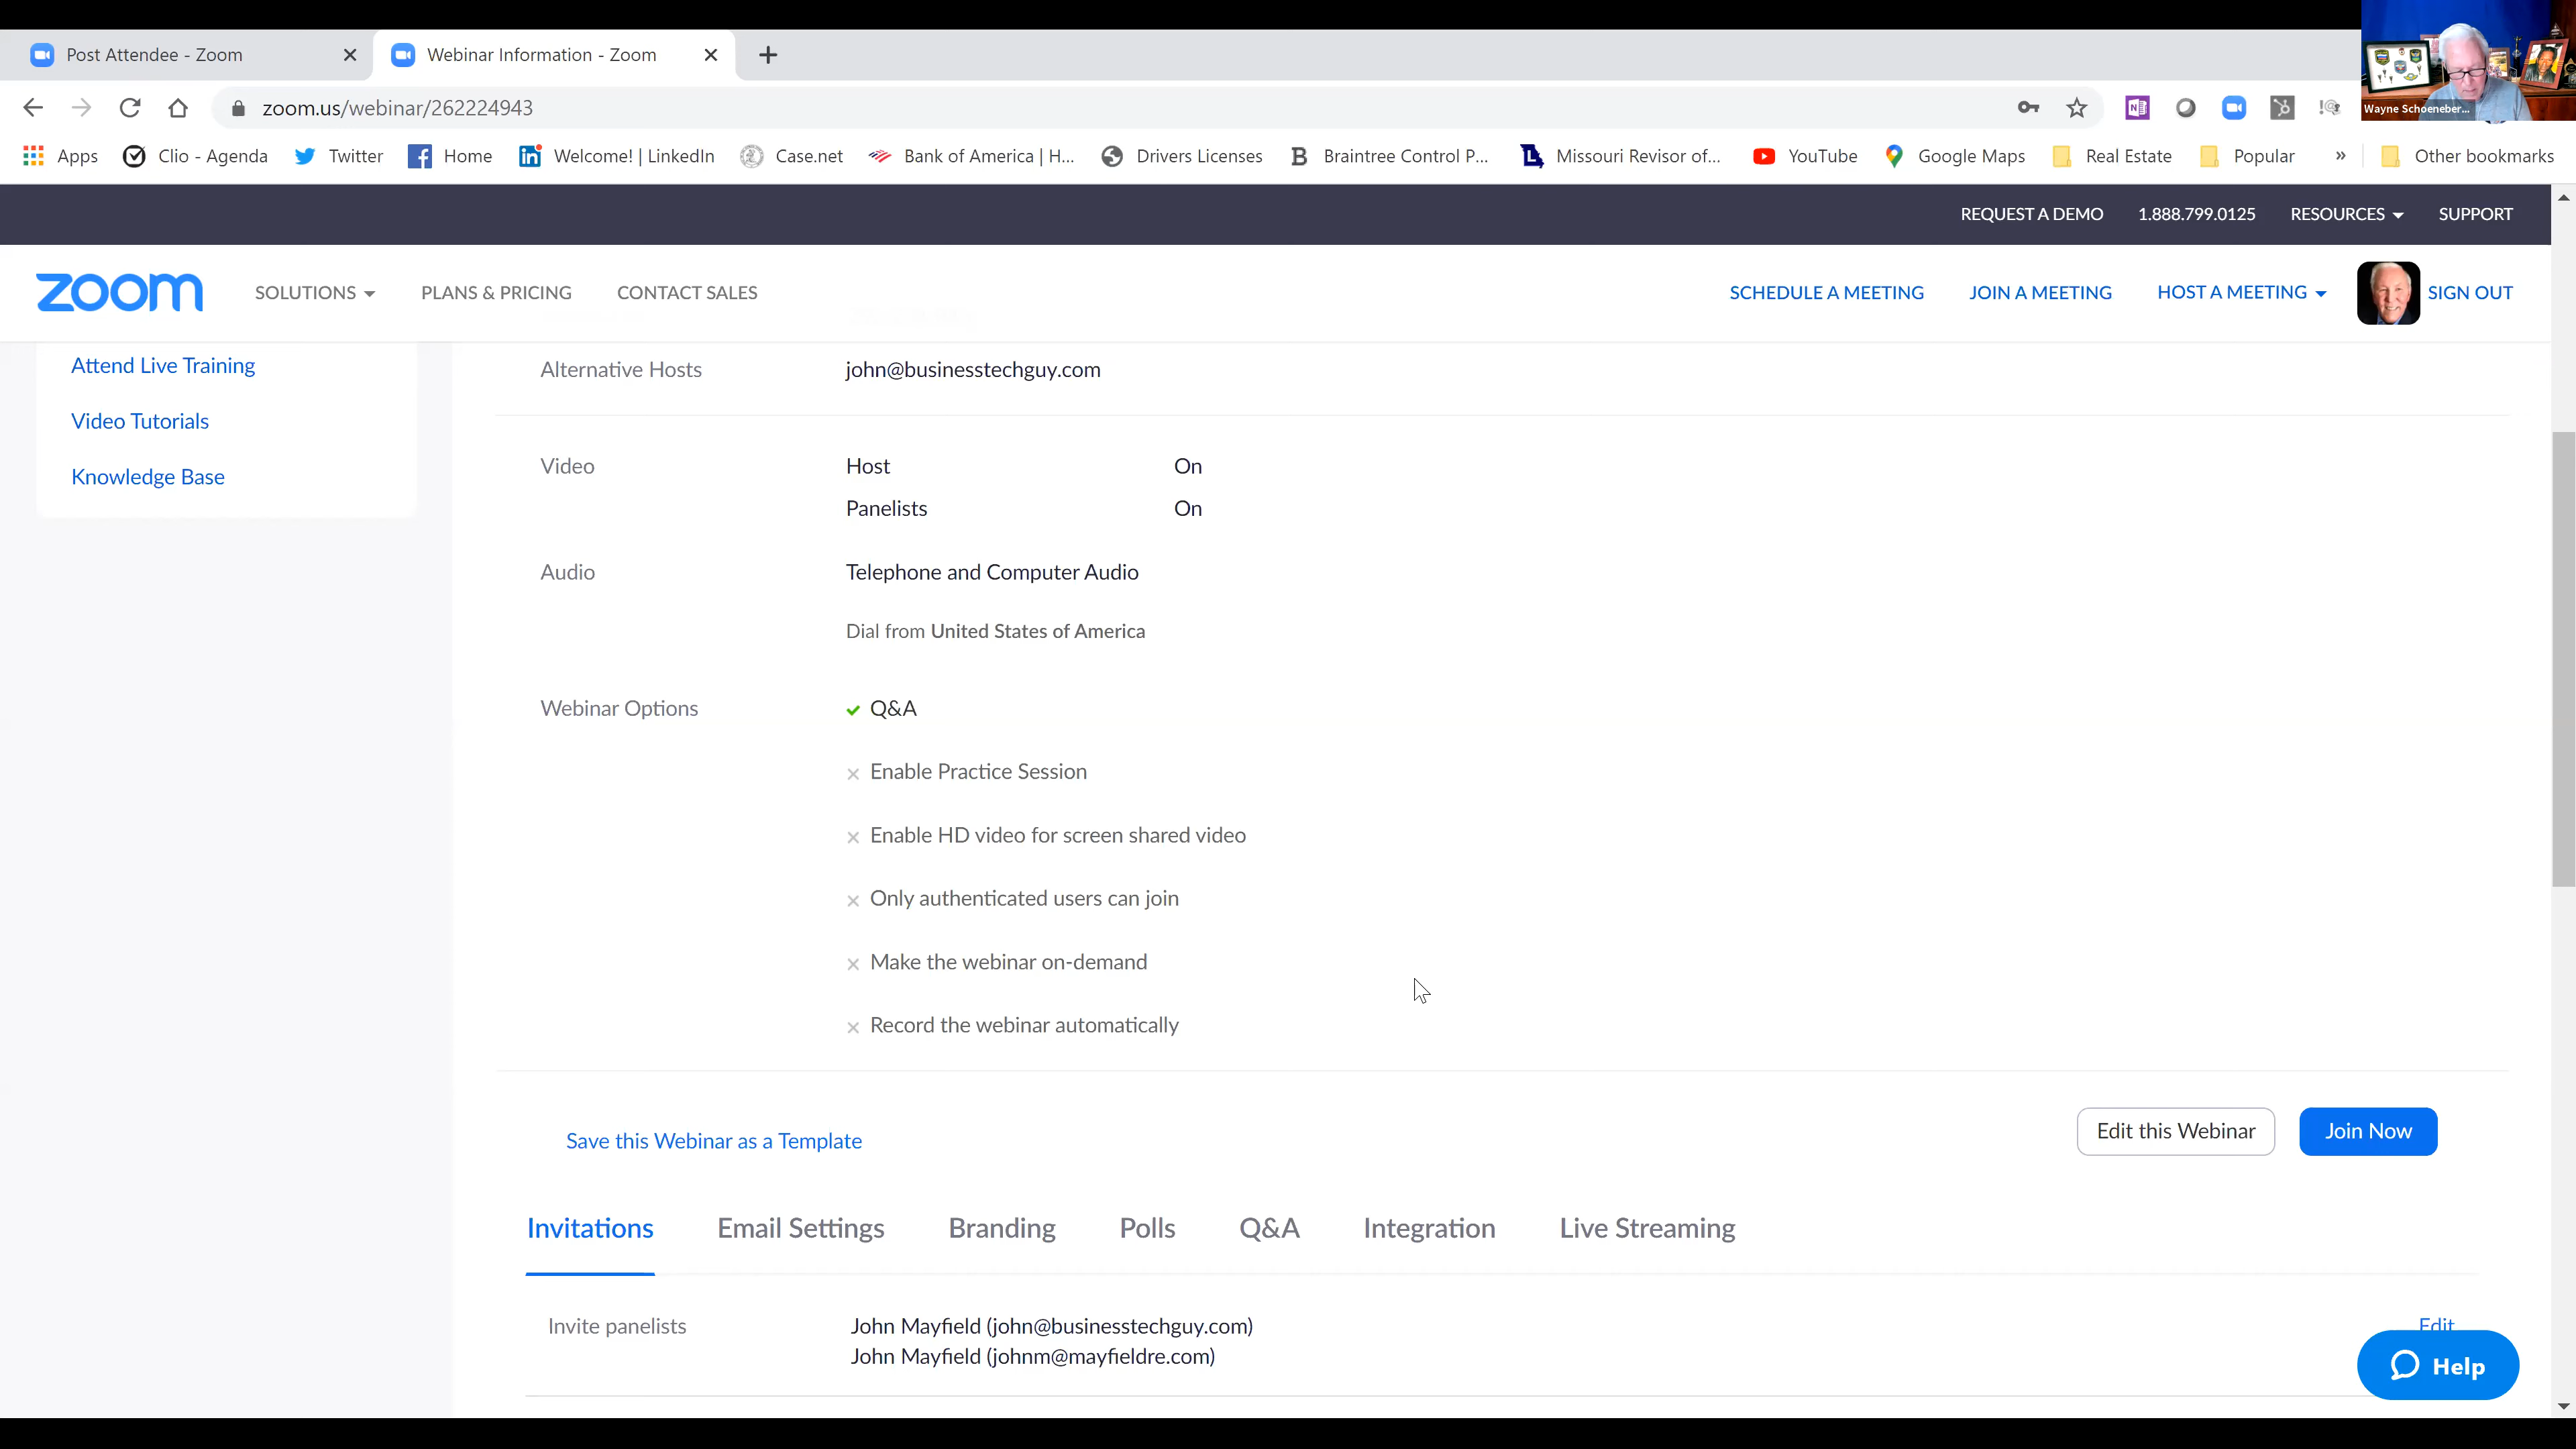 Post Attendee - Zoom
Webinar Information - Zoom
zoom.us/webinar/262224943
Wayne Schoeneber...
Apps
Clio - Agenda
Twitter
Home
Welcome! | LinkedIn
Case.net
Bank of America | H...
Drivers Licenses
Braintree Control P...
Missouri Revisor of...
YouTube
Google Maps
Real Estate
Popular
»
Other bookmarks
REQUEST A DEMO
1.888.799.0125
RESOURCES
SUPPORT
zoom
SOLUTIONS
PLANS & PRICING
CONTACT SALES
SCHEDULE A MEETING
JOIN A MEETING
HOST A MEETING
SIGN OUT
Attend Live Training
Video Tutorials
Knowledge Base
Alternative Hosts
john@businesstechguy.com
Video
Host
On
Panelists
On
Audio
Telephone and Computer Audio
Dial from United States of America
Webinar Options
Q&A
Enable Practice Session
Enable HD video for screen shared video
Only authenticated users can join
Make the webinar on-demand
Record the webinar automatically
Save this Webinar as a Template
Edit this Webinar
Join Now
Invitations
Email Settings
Branding
Polls
Q&A
Integration
Live Streaming
Invite panelists
John Mayfield (john@businesstechguy.com)
Edit
John Mayfield (johnm@mayfieldre.com)
Help